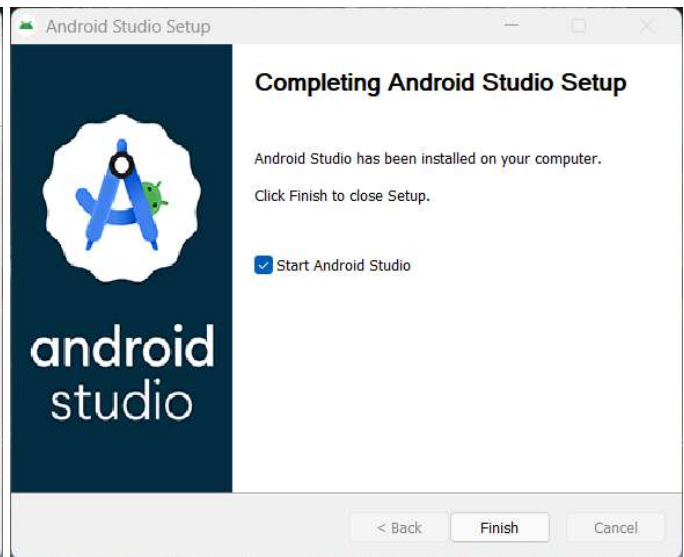 Android Studio Setup
Completing Android Studio Setup
Android Studio has been installed on your computer.
Click Finish to close Setup.
Start Android Studio
android
studio
< Back
Finish
Cancel